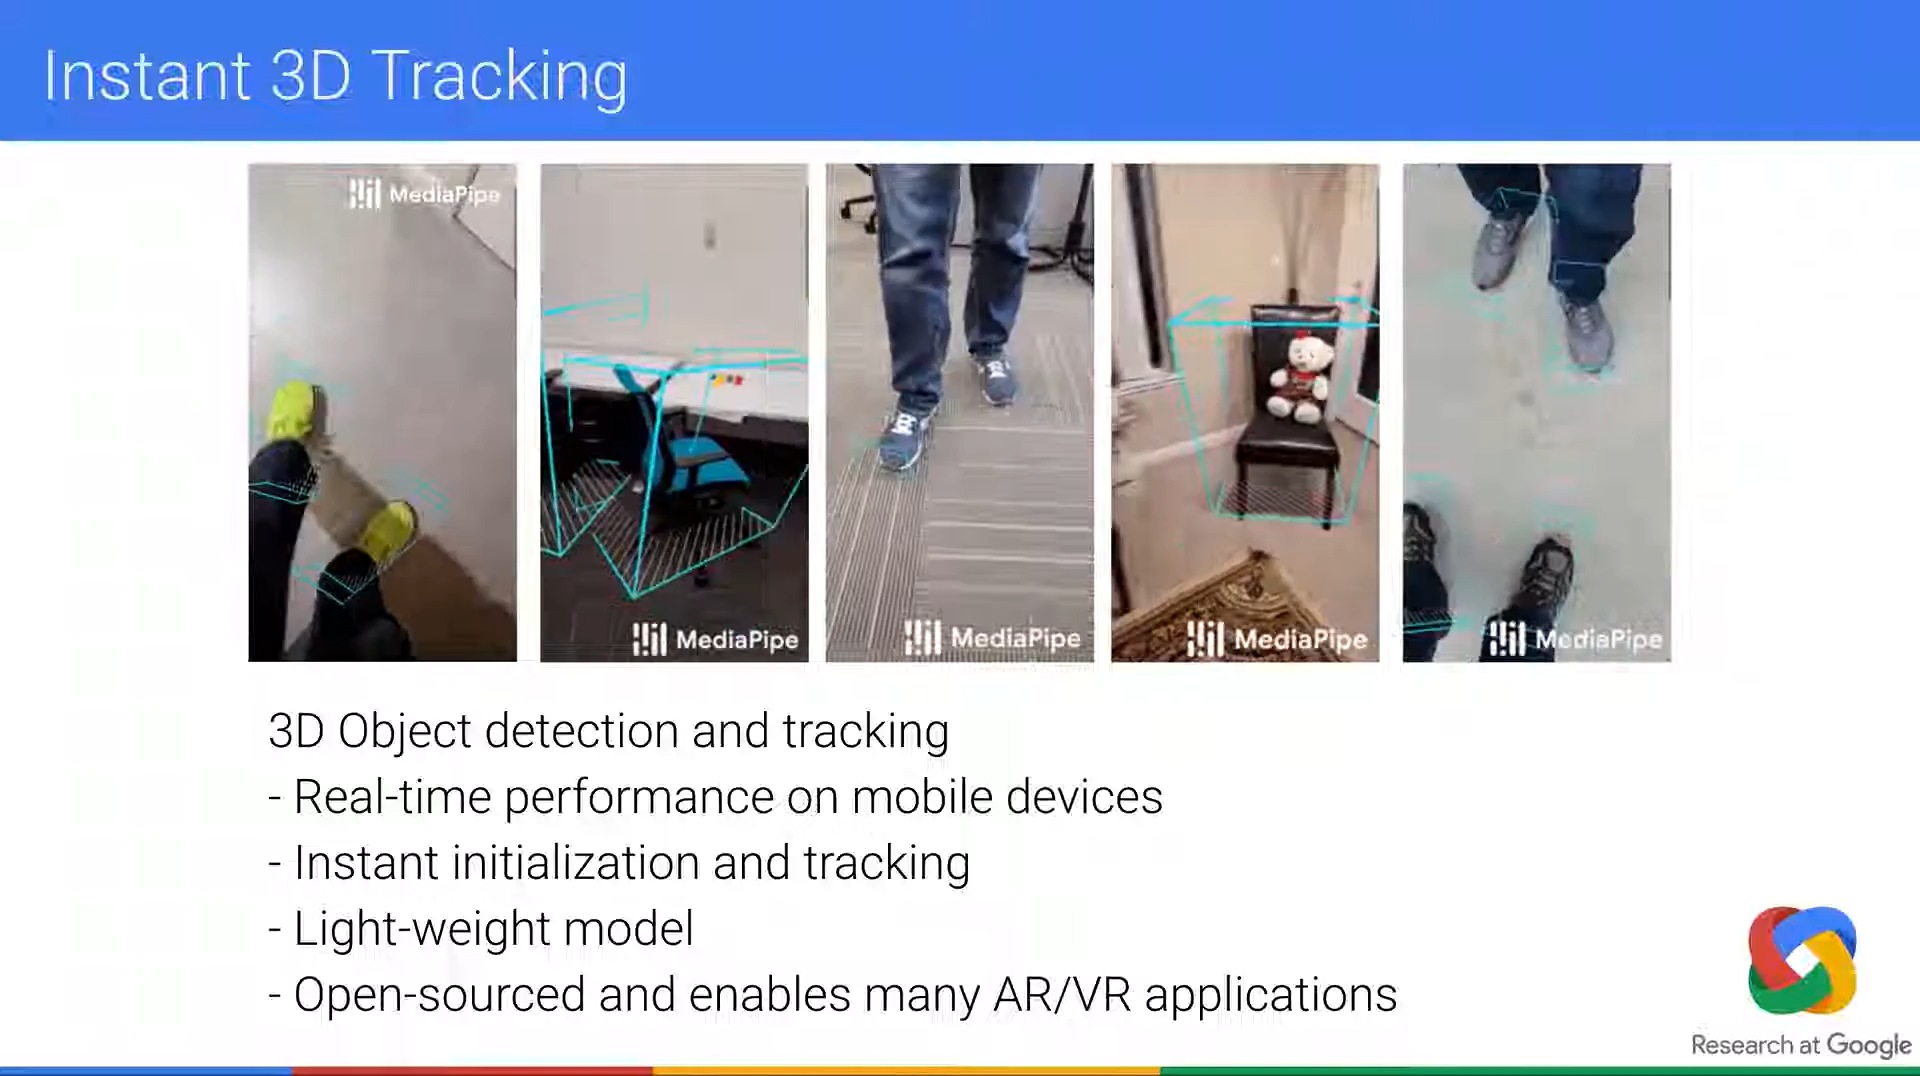 Instant 3D Tracking
MediaPipe
MediaPipe
MediaPipe
MediaPipe
MediaPipe
3D Object detection and tracking
- Real-time performance on mobile devices
- Instant initialization and tracking
- Light-weight model
- Open-sourced and enables many AR/VR applications
Research at Google